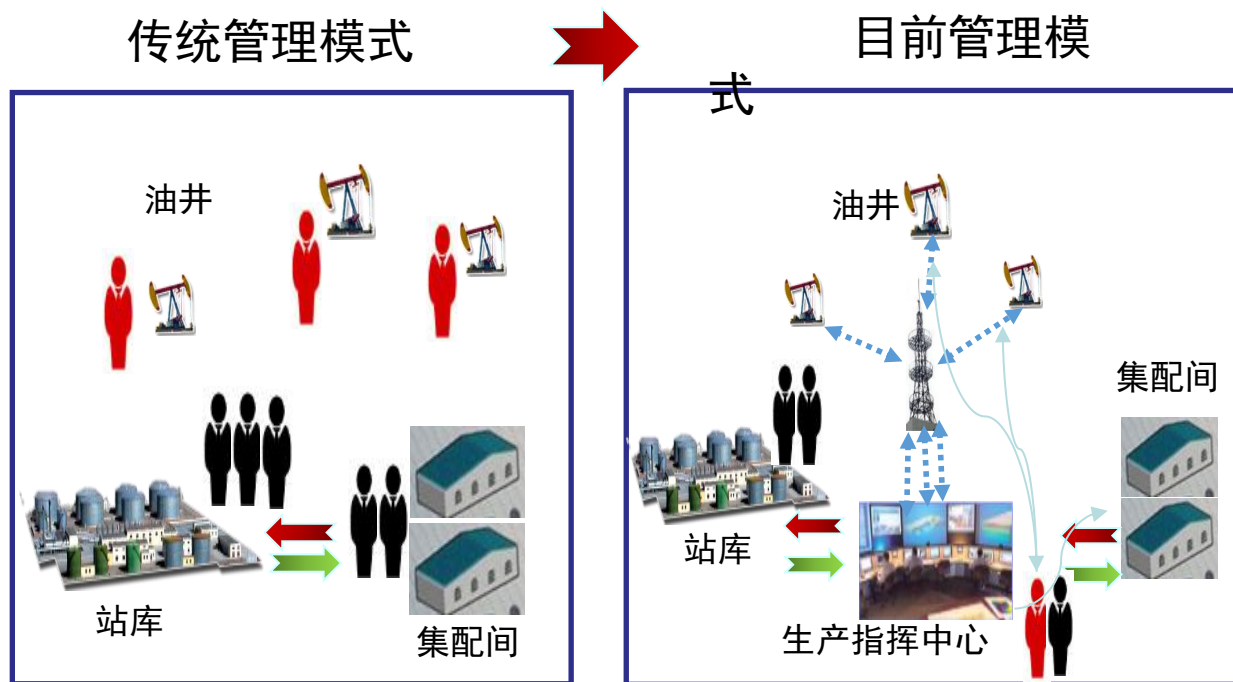 传统管理模式
目前管理模
式
油井
站库
集配间
油井
集配间
站库
生产指挥中心